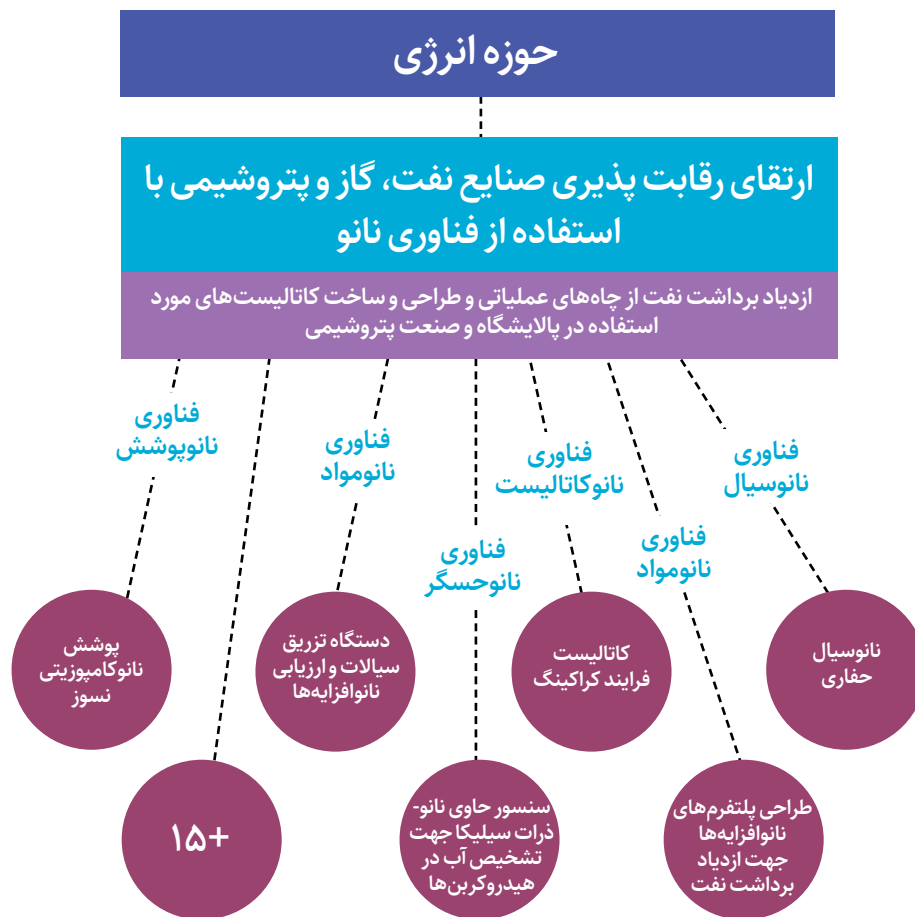 حوزه انرژی
ارتقای رقابت پذیری صنایع نفت، گاز و پتروشیمی با
استفاده از فناوری نانو
ازدیاد برداشت نفت از چاه‌های عملیاتی و طراحی و ساخت کاتالیست‌های مورد
استفاده در پالایشگاه و صنعت پتروشیمی
فناوری
نانوسیال
فناوری
نانومواد
فناوری
نانوکاتالیست
فناوری
نانوحسگر
فناوری
نانومواد
فناوری
نانوپوشش
نانوسیال
حفاری
طراحی پلتفرم‌های
نانوافزایه‌ها
جهت ازدیاد
برداشت نفت
کاتالیست
فرایند کراکینگ
سنسور حاوی نانو-
ذرات سیلیکا جهت
تشخیص آب در
هیدروکربن‌ها
دستگاه تزریق
سیالات و ارزیابی
نانوافزایه‌ها
+۱۵
پوشش
نانوکامپوزیتی
نسوز